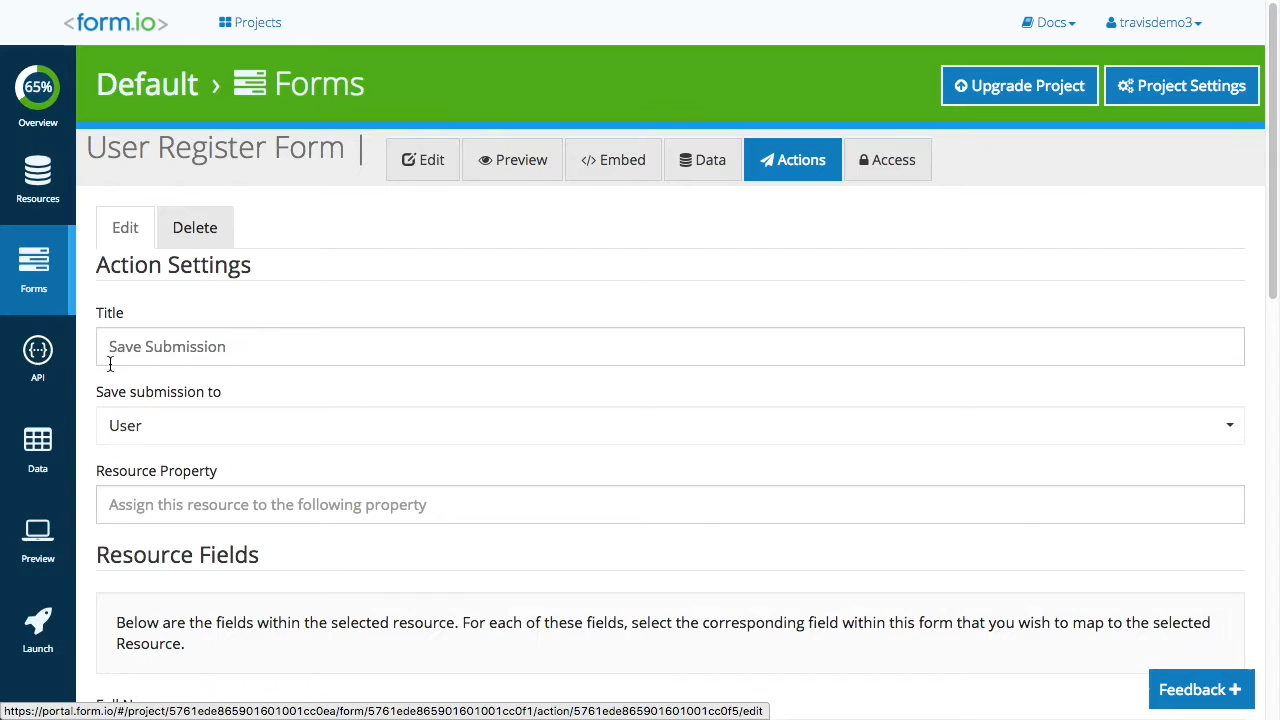 <form.io>
Projects
Docs
travisdemo3
65%
Overview
Resources
Forms
API
Data
Preview
Launch
Default › Forms
Upgrade Project
Project Settings
User Register Form |
Edit
Preview
</> Embed
Data
Actions
Access
Edit
Delete
Action Settings
Title
Save Submission
Save submission to
User
Resource Property
Assign this resource to the following property
Resource Fields
Below are the fields within the selected resource. For each of these fields, select the corresponding field within this form that you wish to map to the selected
Resource.
Feedback +
https://portal.form.io/#/project/5761ede865901601001cc0ea/form/5761ede865901601001cc0f1/action/5761ede865901601001cc0f5/edit